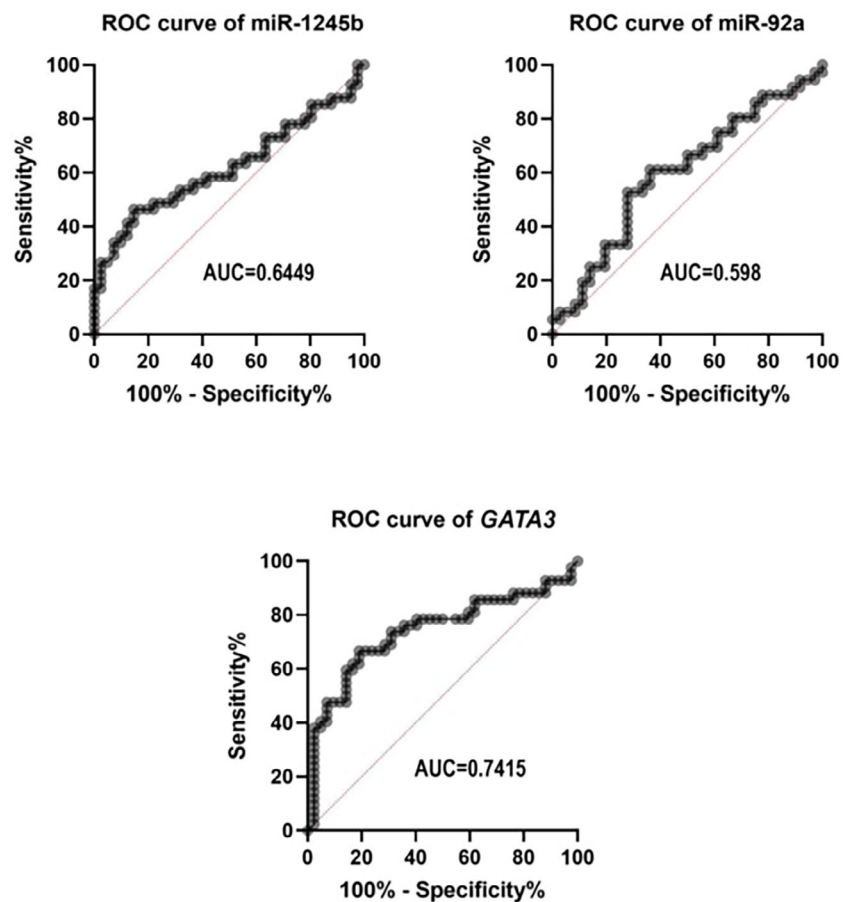 ROC curve of miR-1245b
100
80
60
40
20
0
Sensitivity%
AUC=0.6449
0 20 40 60 80 100
100% - Specificity%
ROC curve of miR-92a
100
80
60
40
20
0
Sensitivity%
AUC=0.598
0 20 40 60 80 100
100% - Specificity%
ROC curve of GATA3
100
80
60
40
20
0
Sensitivity%
AUC=0.7415
0 20 40 60 80 100
100% - Specificity%